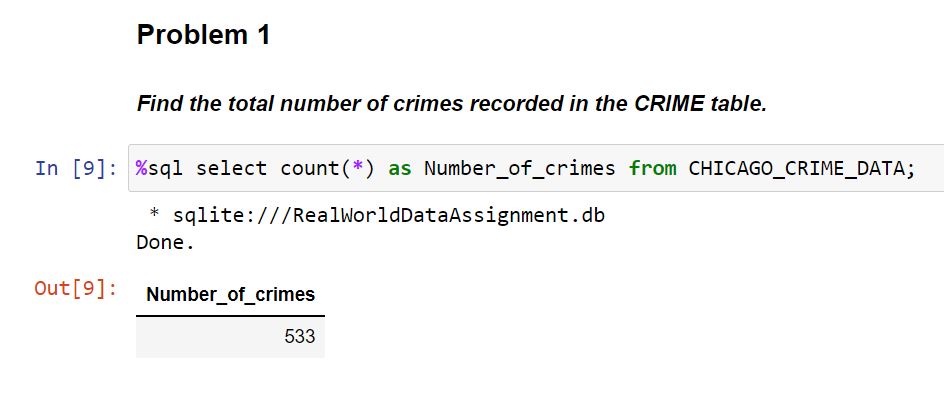 Problem 1
Find the total number of crimes recorded in the CRIME table.
In [9]: %sql select count(*) as Number_of_crimes from CHICAGO_CRIME_DATA;
* sqlite:///RealWorldDataAssignment.db
Done.
Out[9]: Number_of_crimes
533